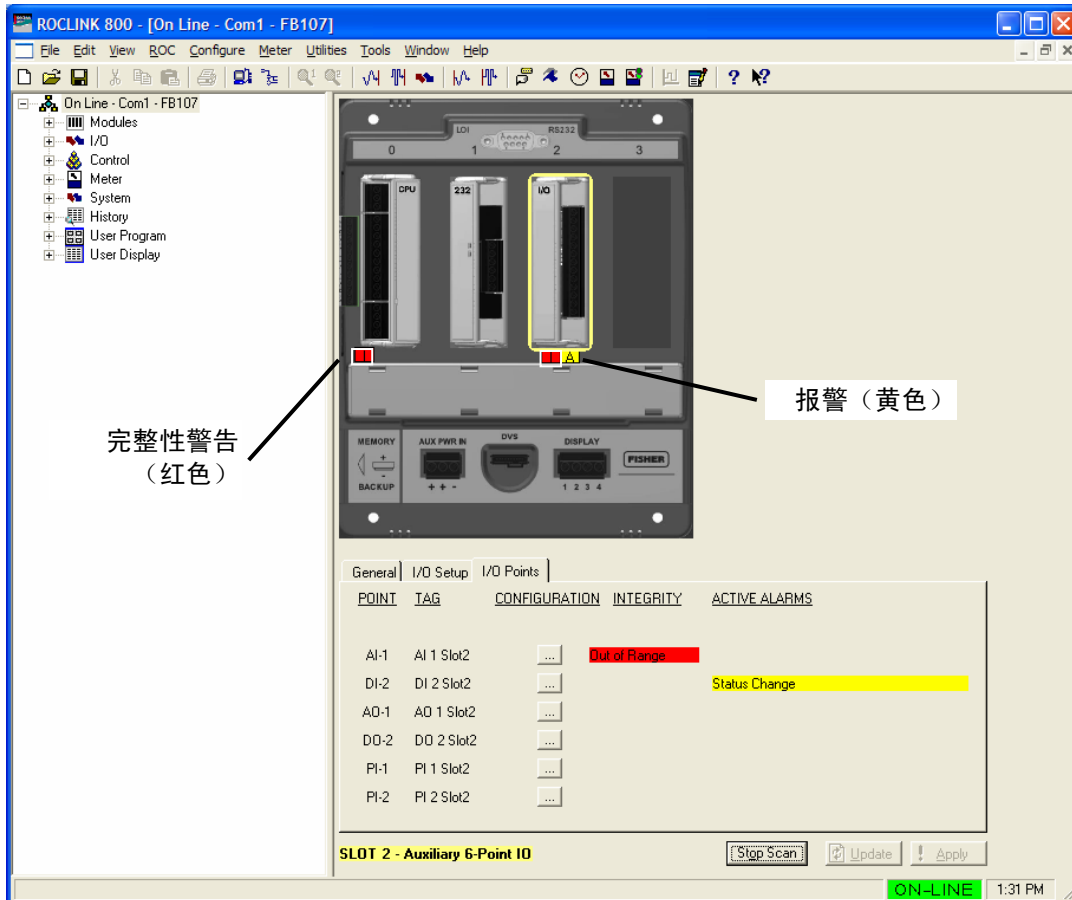 ROCLINK 800 - [On Line - Com1 - FB107]
File Edit View ROC Configure Meter Utilities Tools Window Help
On Line - Com1 - FB107
Modules
I/O
Control
Meter
System
History
User Program
User Display
LOI RS232
0 1 2 3
CPU 232 I/O
I I A
报警（黄色）
完整性警告
（红色）
MEMORY
BACKUP
AUX PWR IN
+ + -
DVS
DISPLAY
1 2 3 4
FISHER
General I/O Setup I/O Points
POINT TAG CONFIGURATION INTEGRITY ACTIVE ALARMS
AI-1 AI 1 Slot2 ... Out of Range
DI-2 DI 2 Slot2 ... Status Change
AO-1 AO 1 Slot2 ...
DO-2 DO 2 Slot2 ...
PI-1 PI 1 Slot2 ...
PI-2 PI 2 Slot2 ...
SLOT 2 - Auxiliary 6-Point IO
Stop Scan Update Apply
ON-LINE 1:31 PM